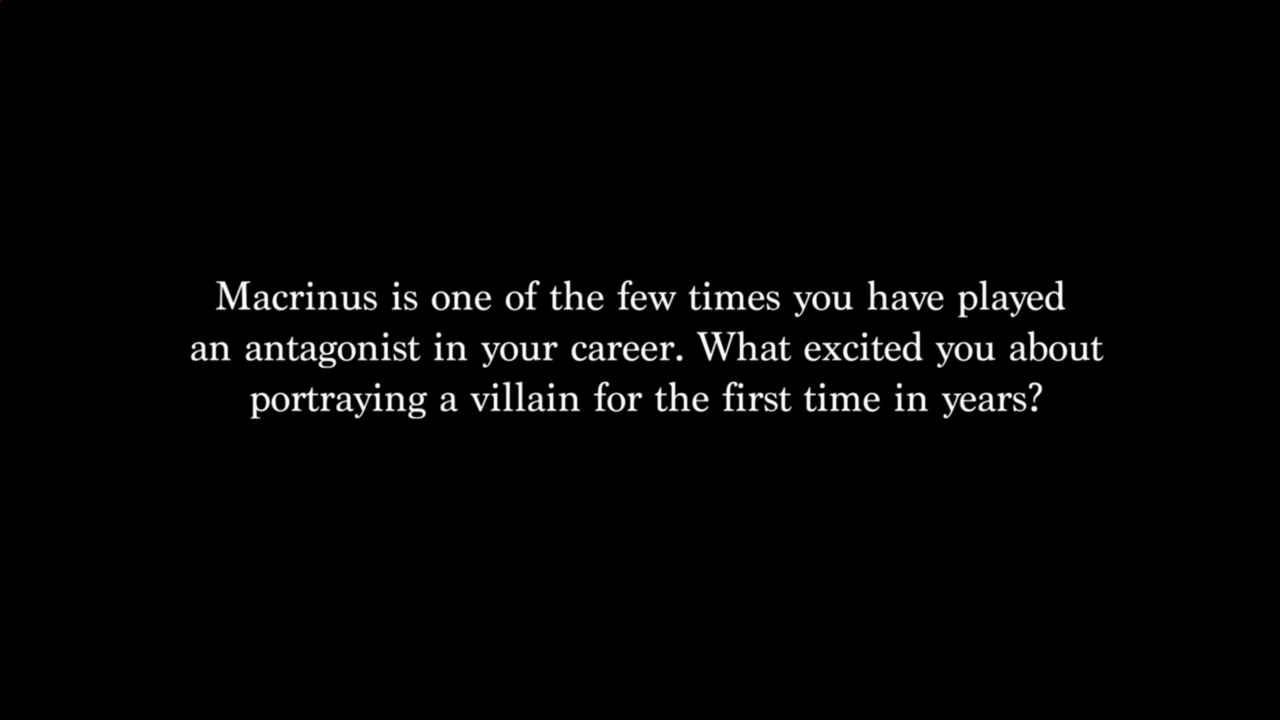 Macrinus is one of the few times you have played
an antagonist in your career. What excited you about
portraying a villain for the first time in years?